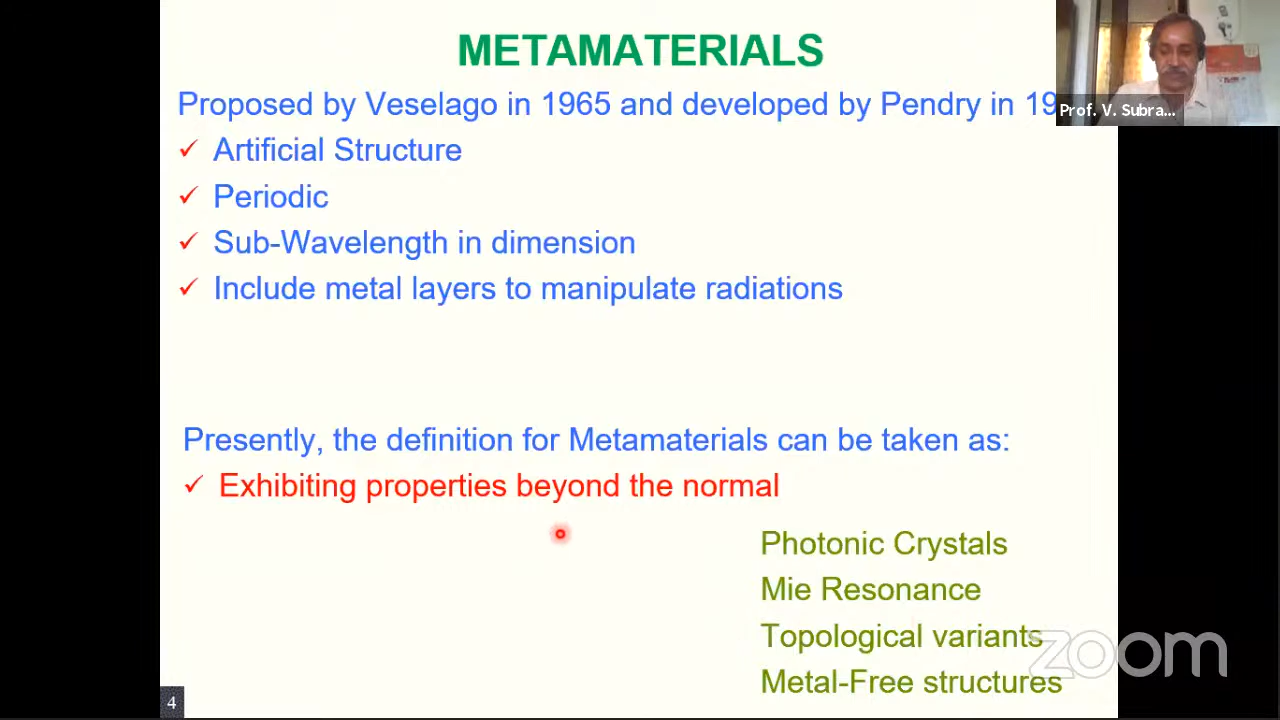 METAMATERIALS
Proposed by Veselago in 1965 and developed by Pendry in 19
Prof. V. Subra...
✓ Artificial Structure
✓ Periodic
✓ Sub-Wavelength in dimension
✓ Include metal layers to manipulate radiations
Presently, the definition for Metamaterials can be taken as:
✓ Exhibiting properties beyond the normal
Photonic Crystals
Mie Resonance
Topological variants
zoom
Metal-Free structures
4